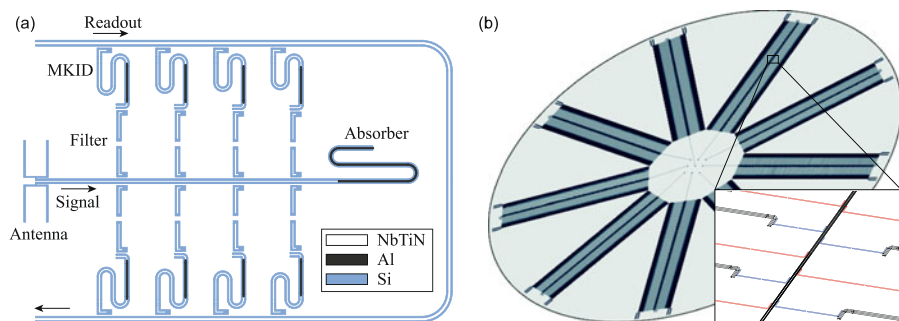 (a)
Readout
MKID
Filter
Absorber
Signal
Antenna
NbTiN
Al
Si
(b)